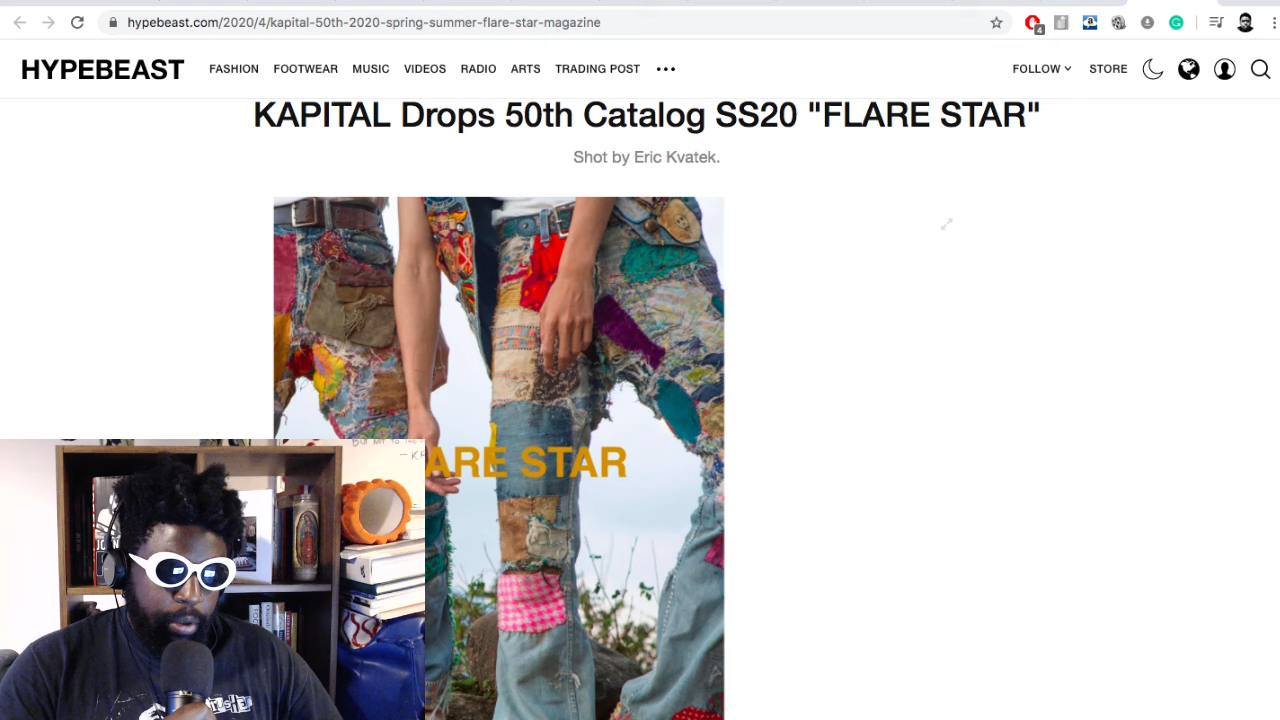 hypebeast.com/2020/4/kapital-50th-2020-spring-summer-flare-star-magazine
4
HYPEBEAST FASHION FOOTWEAR MUSIC VIDEOS RADIO ARTS TRADING POST FOLLOW STORE
KAPITAL Drops 50th Catalog SS20 "FLARE STAR"
Shot by Eric Kvatek.
ARE STAR